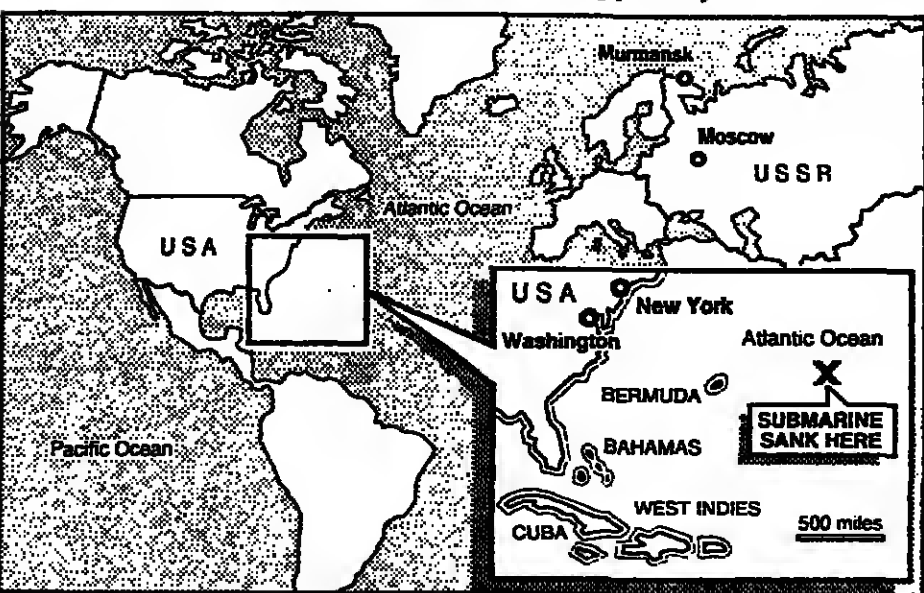 Murmansk
Moscow
USSR
Atlantic Ocean
USA
Pacific Ocean
USA
New York
Washington
Atlantic Ocean
X
BERMUDA
SUBMARINE
SANK HERE
BAHAMAS
WEST INDIES
CUBA
500 miles